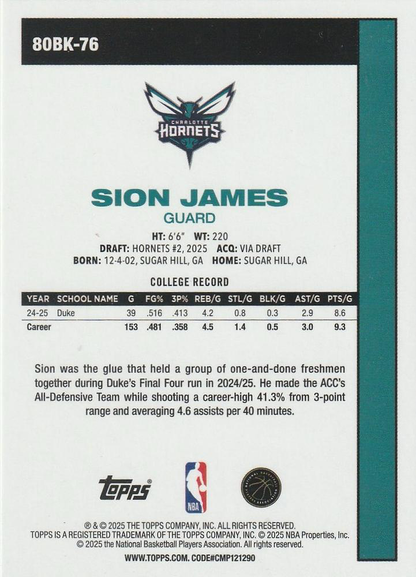 80BK-76
CHARLOTTE
HORNETS
SION JAMES
GUARD
HT: 6'6" WT: 220
DRAFT: HORNETS #2, 2025 ACQ: VIA DRAFT
BORN: 12-4-02, SUGAR HILL, GA HOME: SUGAR HILL, GA
COLLEGE RECORD
YEAR SCHOOL NAME G FG% 3P% REB/G STL/G BLK/G AST/G PTS/G
24-25 Duke 39 .516 .413 4.2 0.8 0.3 2.9 8.6
Career 153 .481 .358 4.5 1.4 0.5 3.0 9.3
Sion was the glue that held a group of one-and-done freshmen
together during Duke's Final Four run in 2024/25. He made the ACC's
All-Defensive Team while shooting a career-high 41.3% from 3-point
range and averaging 4.6 assists per 40 minutes.
Topps
NBA
® & © 2025 THE TOPPS COMPANY, INC. ALL RIGHTS RESERVED.
TOPPS IS A REGISTERED TRADEMARK OF THE TOPPS COMPANY, INC. © 2025 NBA Properties, Inc.
© 2025 the National Basketball Players Association. All rights reserved.
WWW.TOPPS.COM. CODE#CMP121290